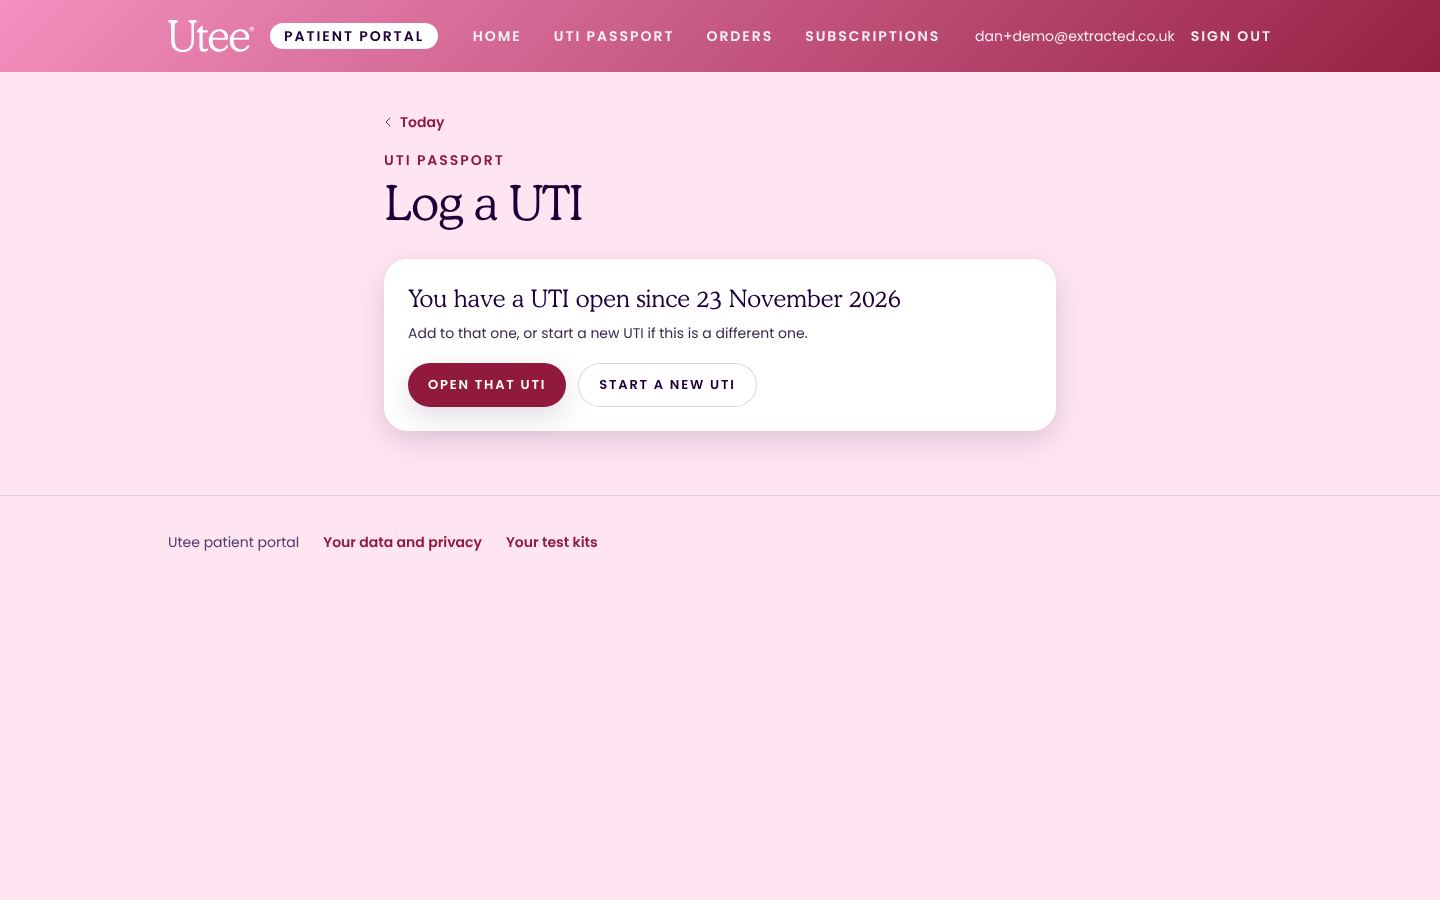 Utee®
PATIENT PORTAL
HOME
UTI PASSPORT
ORDERS
SUBSCRIPTIONS
dan+demo@extracted.co.uk
SIGN OUT
Today
UTI PASSPORT
Log a UTI
You have a UTI open since 23 November 2026
Add to that one, or start a new UTI if this is a different one.
OPEN THAT UTI
START A NEW UTI
Utee patient portal
Your data and privacy
Your test kits